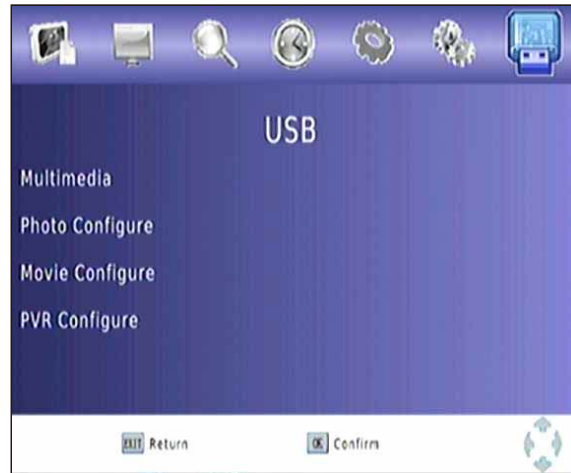 USB
Multimedia
Photo Configure
Movie Configure
PVR Configure
EXIT Return
OK Confirm